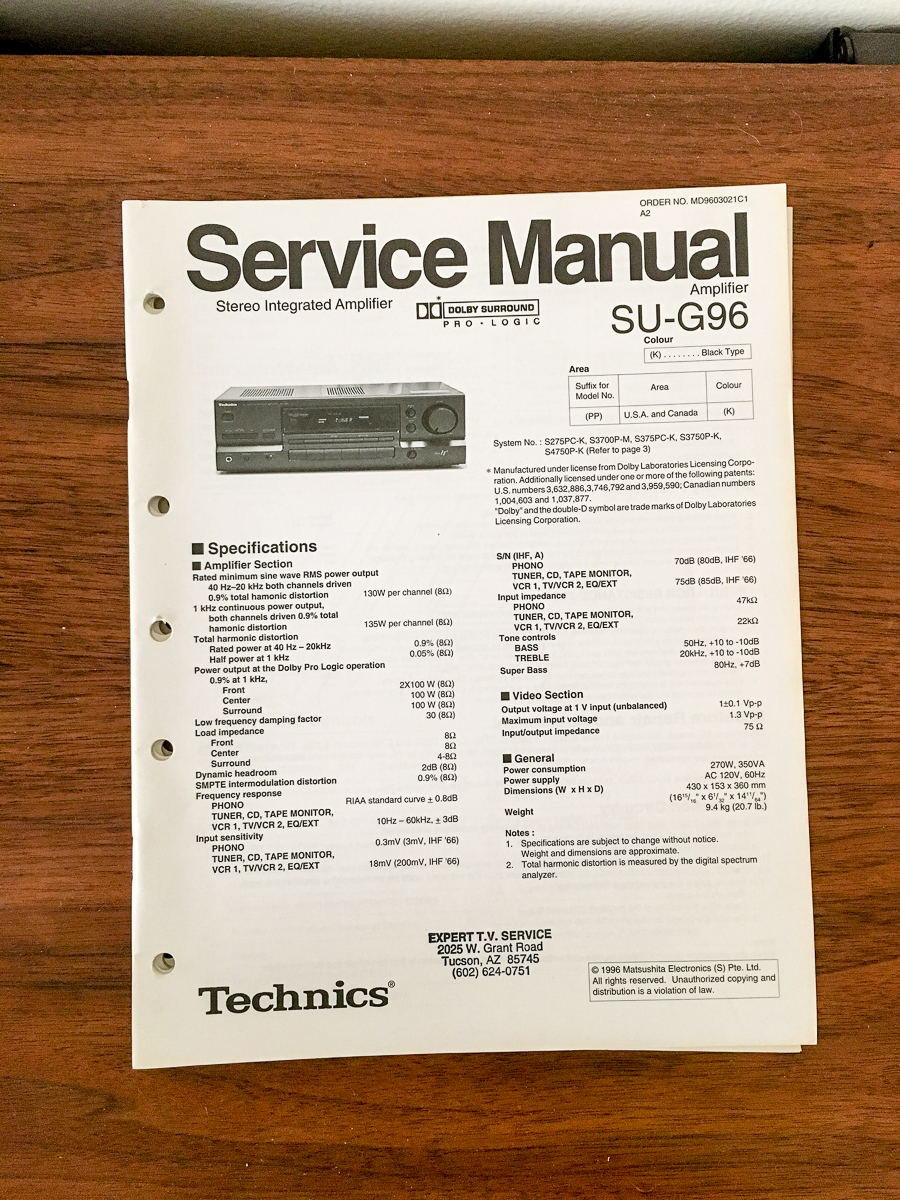 ORDER NO. MD9603021C1
A2
Service Manual
Amplifier
Stereo Integrated Amplifier
DOLBY SURROUND
PRO · LOGIC
SU-G96
Colour
(K) . . . . . . . . Black Type
Area
Suffix for Model No. Area Colour
(PP) U.S.A. and Canada (K)
Technics
System No. : S275PC-K, S3700P-M, S375PC-K, S3750P-K,
S4750P-K (Refer to page 3)
* Manufactured under license from Dolby Laboratories Licensing Corpo-
ration. Additionally licensed under one or more of the following patents:
U.S. numbers 3,632,886,3,746,792 and 3,959,590; Canadian numbers
1,004,603 and 1,037,877.
"Dolby" and the double-D symbol are trade marks of Dolby Laboratories
Licensing Corporation.
■ Specifications
■ Amplifier Section
Rated minimum sine wave RMS power output
40 Hz–20 kHz both channels driven
0.9% total hamonic distortion 130W per channel (8Ω)
1 kHz continuous power output,
both channels driven 0.9% total
hamonic distortion 135W per channel (8Ω)
Total harmonic distortion
Rated power at 40 Hz – 20kHz 0.9% (8Ω)
Half power at 1 kHz 0.05% (8Ω)
Power output at the Dolby Pro Logic operation
0.9% at 1 kHz,
Front 2X100 W (8Ω)
Center 100 W (8Ω)
Surround 100 W (8Ω)
Low frequency damping factor 30 (8Ω)
Load impedance
Front 8Ω
Center 8Ω
Surround 4-8Ω
Dynamic headroom 2dB (8Ω)
SMPTE intermodulation distortion 0.9% (8Ω)
Frequency response
PHONO RIAA standard curve ± 0.8dB
TUNER, CD, TAPE MONITOR,
VCR 1, TV/VCR 2, EQ/EXT 10Hz – 60kHz, ± 3dB
Input sensitivity
PHONO 0.3mV (3mV, IHF '66)
TUNER, CD, TAPE MONITOR,
VCR 1, TV/VCR 2, EQ/EXT 18mV (200mV, IHF '66)
S/N (IHF, A)
PHONO 70dB (80dB, IHF '66)
TUNER, CD, TAPE MONITOR,
VCR 1, TV/VCR 2, EQ/EXT 75dB (85dB, IHF '66)
Input impedance
PHONO 47kΩ
TUNER, CD, TAPE MONITOR,
VCR 1, TV/VCR 2, EQ/EXT 22kΩ
Tone controls
BASS 50Hz, +10 to -10dB
TREBLE 20kHz, +10 to -10dB
Super Bass 80Hz, +7dB
■ Video Section
Output voltage at 1 V input (unbalanced) 1±0.1 Vp-p
Maximum input voltage 1.3 Vp-p
Input/output impedance 75 Ω
■ General
Power consumption 270W, 350VA
Power supply AC 120V, 60Hz
Dimensions (W x H x D) 430 x 153 x 360 mm
(16 15/16" x 6 1/32" x 14 11/64")
Weight 9.4 kg (20.7 lb.)
Notes :
1. Specifications are subject to change without notice.
Weight and dimensions are approximate.
2. Total harmonic distortion is measured by the digital spectrum
analyzer.
EXPERT T.V. SERVICE
2025 W. Grant Road
Tucson, AZ 85745
(602) 624-0751
Technics®
© 1996 Matsushita Electronics (S) Pte. Ltd.
All rights reserved. Unauthorized copying and
distribution is a violation of law.